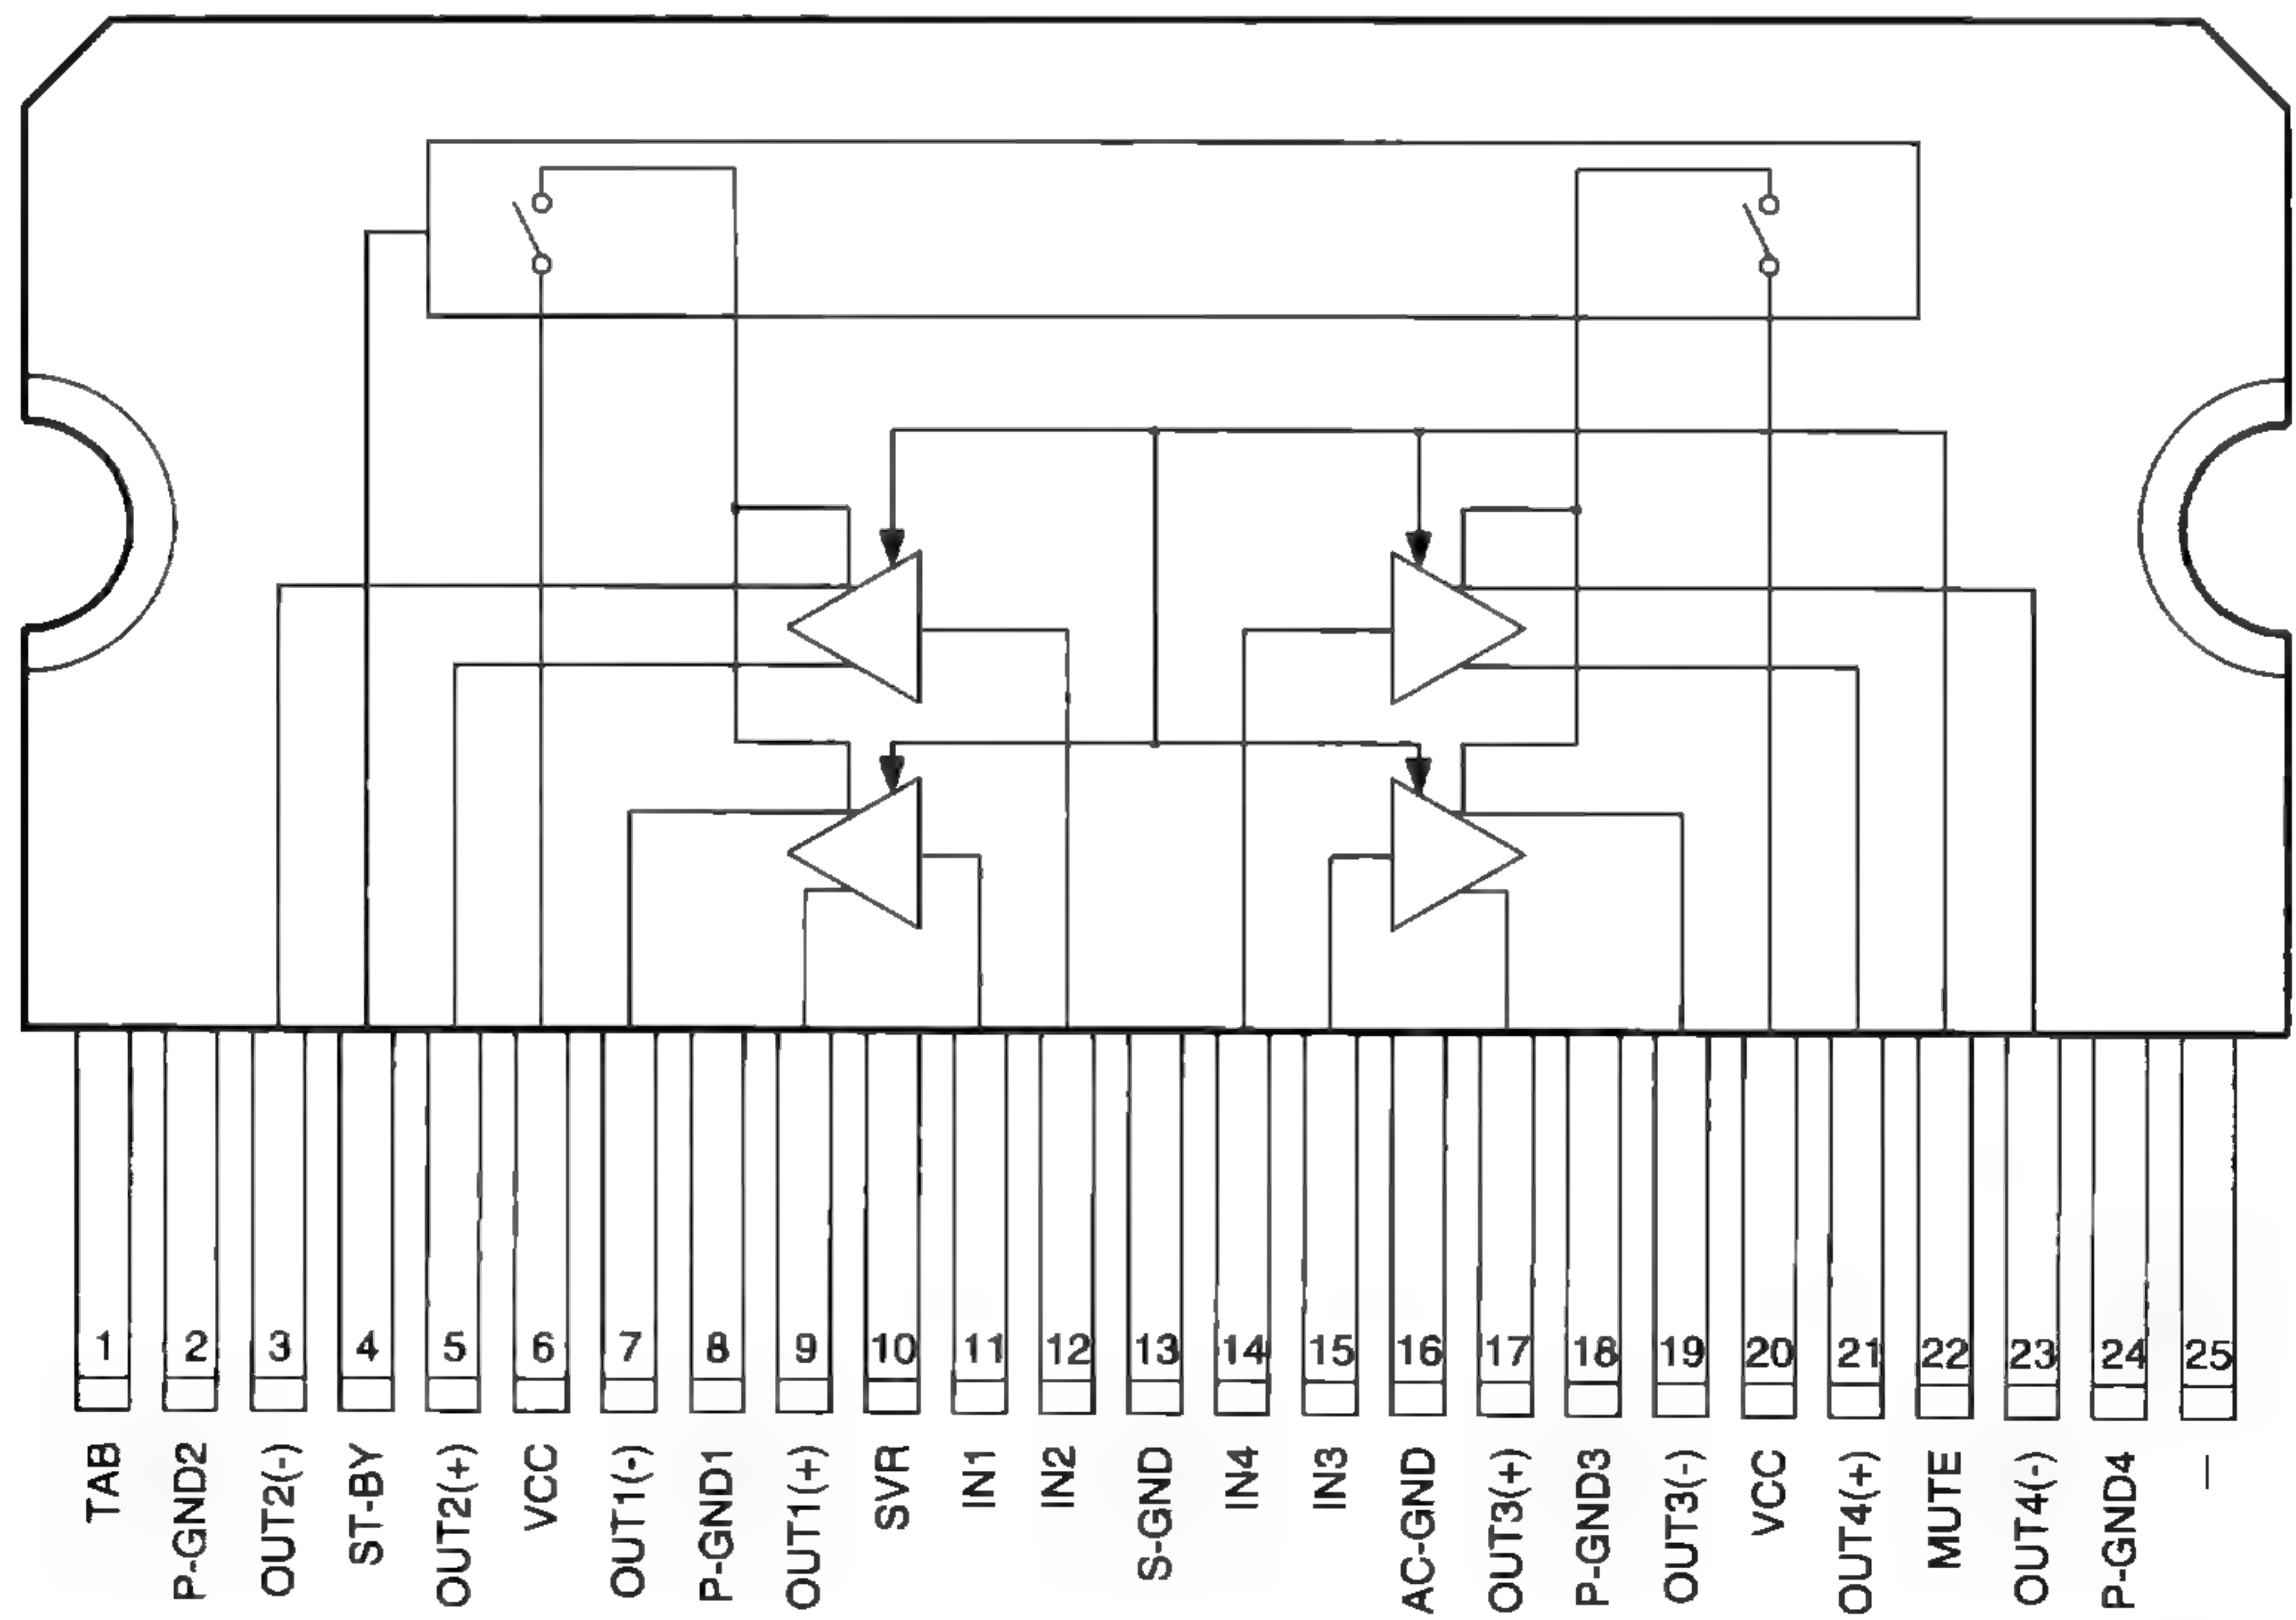 1 2 3 4 5 6 7 8 9 10 11 12 13 14 15 16 17 18 19 20 21 22 23 24 25
TAB
P-GND2
OUT2(-)
ST-BY
OUT2(+)
VCC
OUT1(-)
P-GND1
OUT1(+)
SVR
IN1
IN2
S-GND
IN4
IN3
AC-GND
OUT3(+)
P-GND3
OUT3(-)
VCC
OUT4(+)
MUTE
OUT4(-)
P-GND4
—